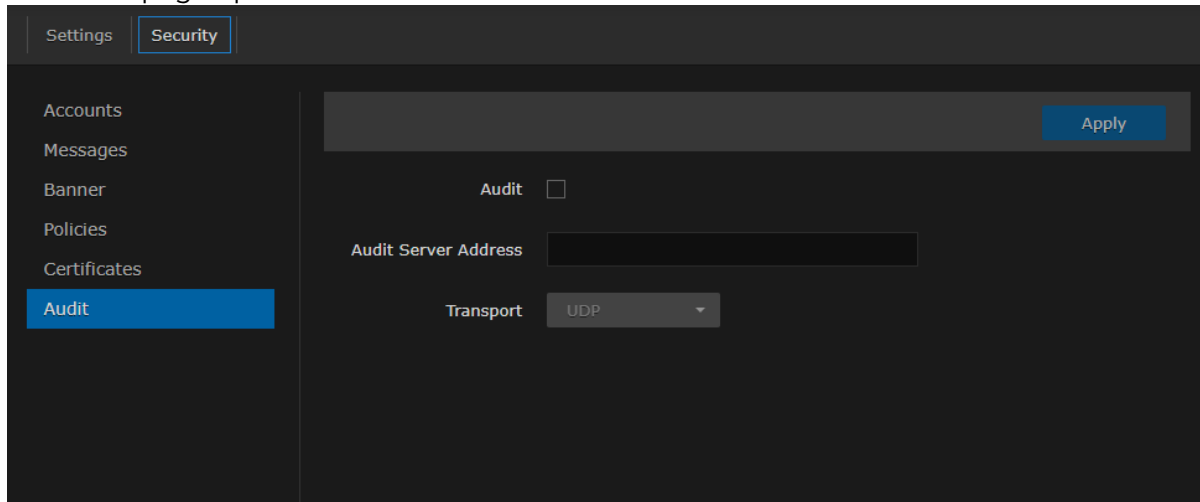 Settings Security
Accounts
Messages
Banner
Policies
Certificates
Audit
Apply
Audit
Audit Server Address
Transport UDP